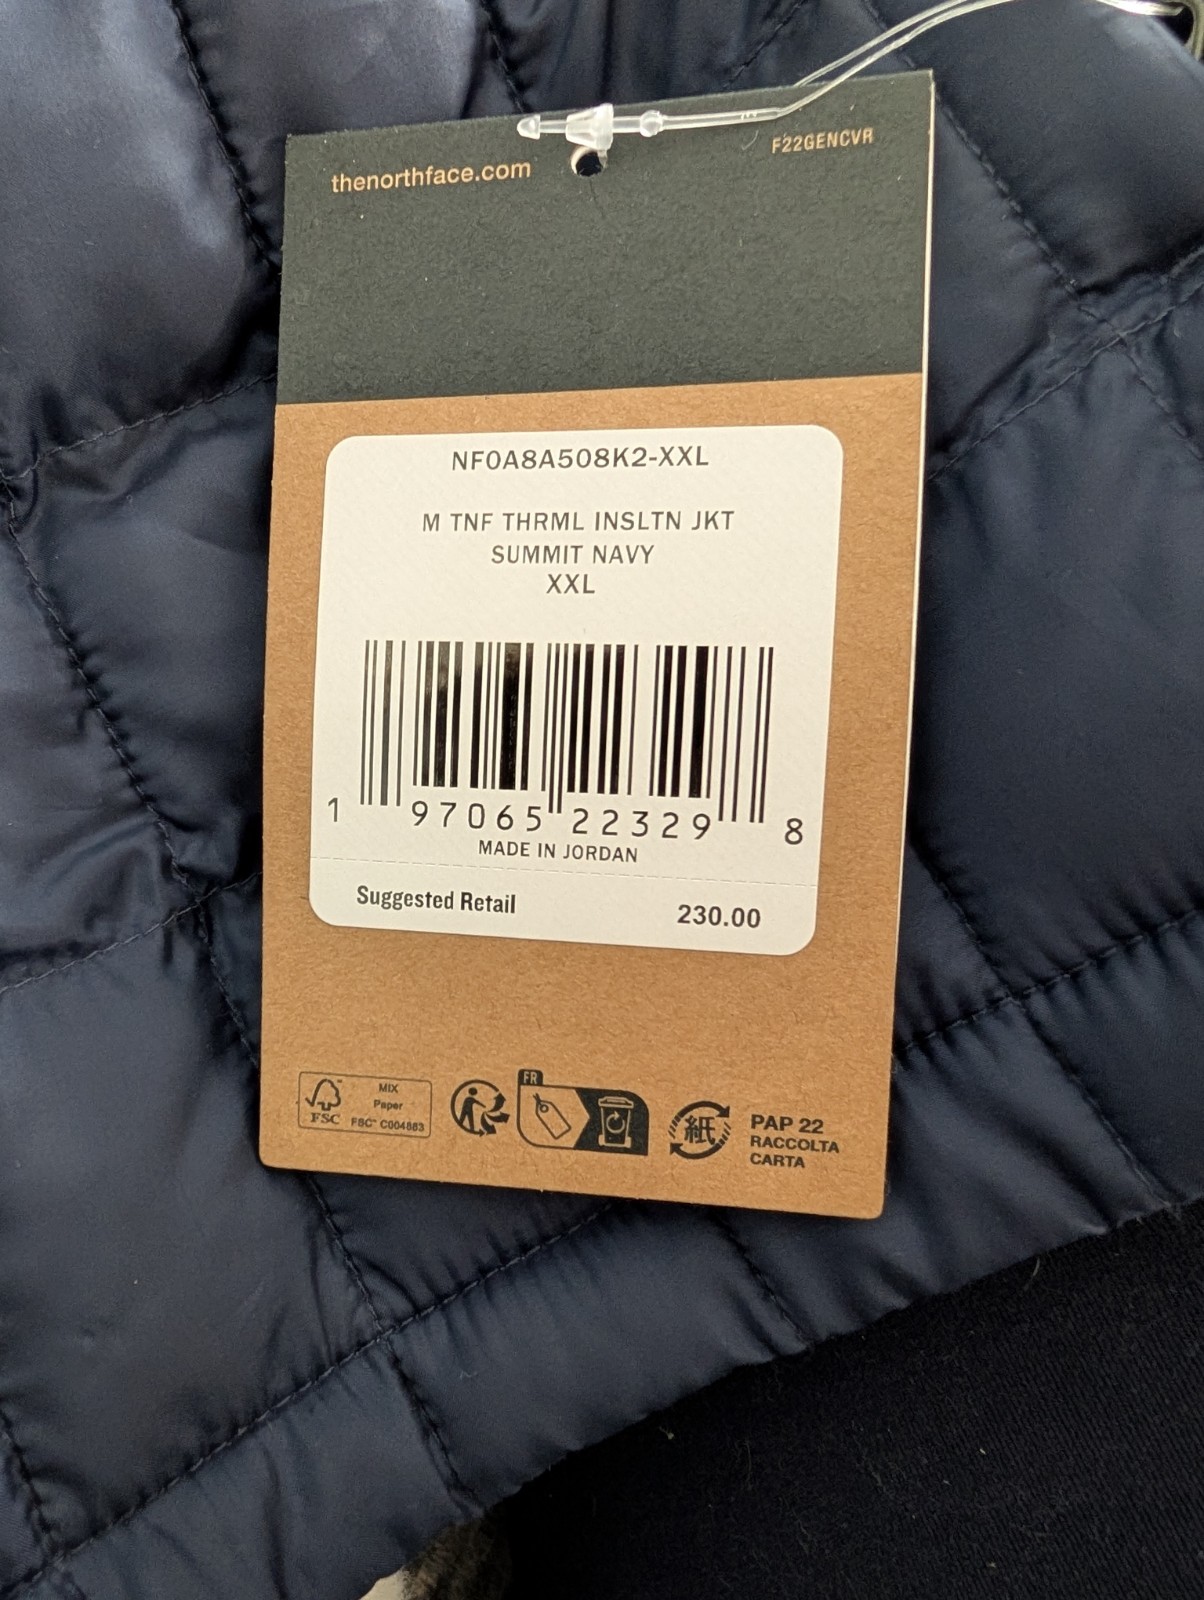 thenorthface.com
F22GENCVR
NF0A8A508K2-XXL
M TNF THRML INSLTN JKT
SUMMIT NAVY
XXL
1 97065 22329 8
MADE IN JORDAN
Suggested Retail 230.00
FSC
MIX
Paper
FSC™ C004883
FR
紙
PAP 22
RACCOLTA
CARTA